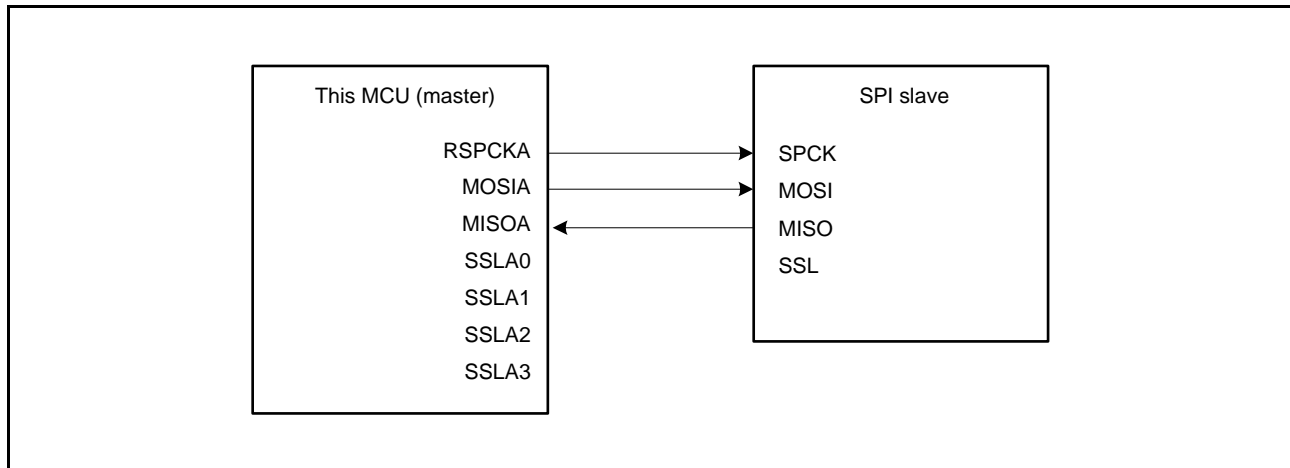 This MCU (master)
RSPCKA
MOSIA
MISOA
SSLA0
SSLA1
SSLA2
SSLA3
SPI slave
SPCK
MOSI
MISO
SSL